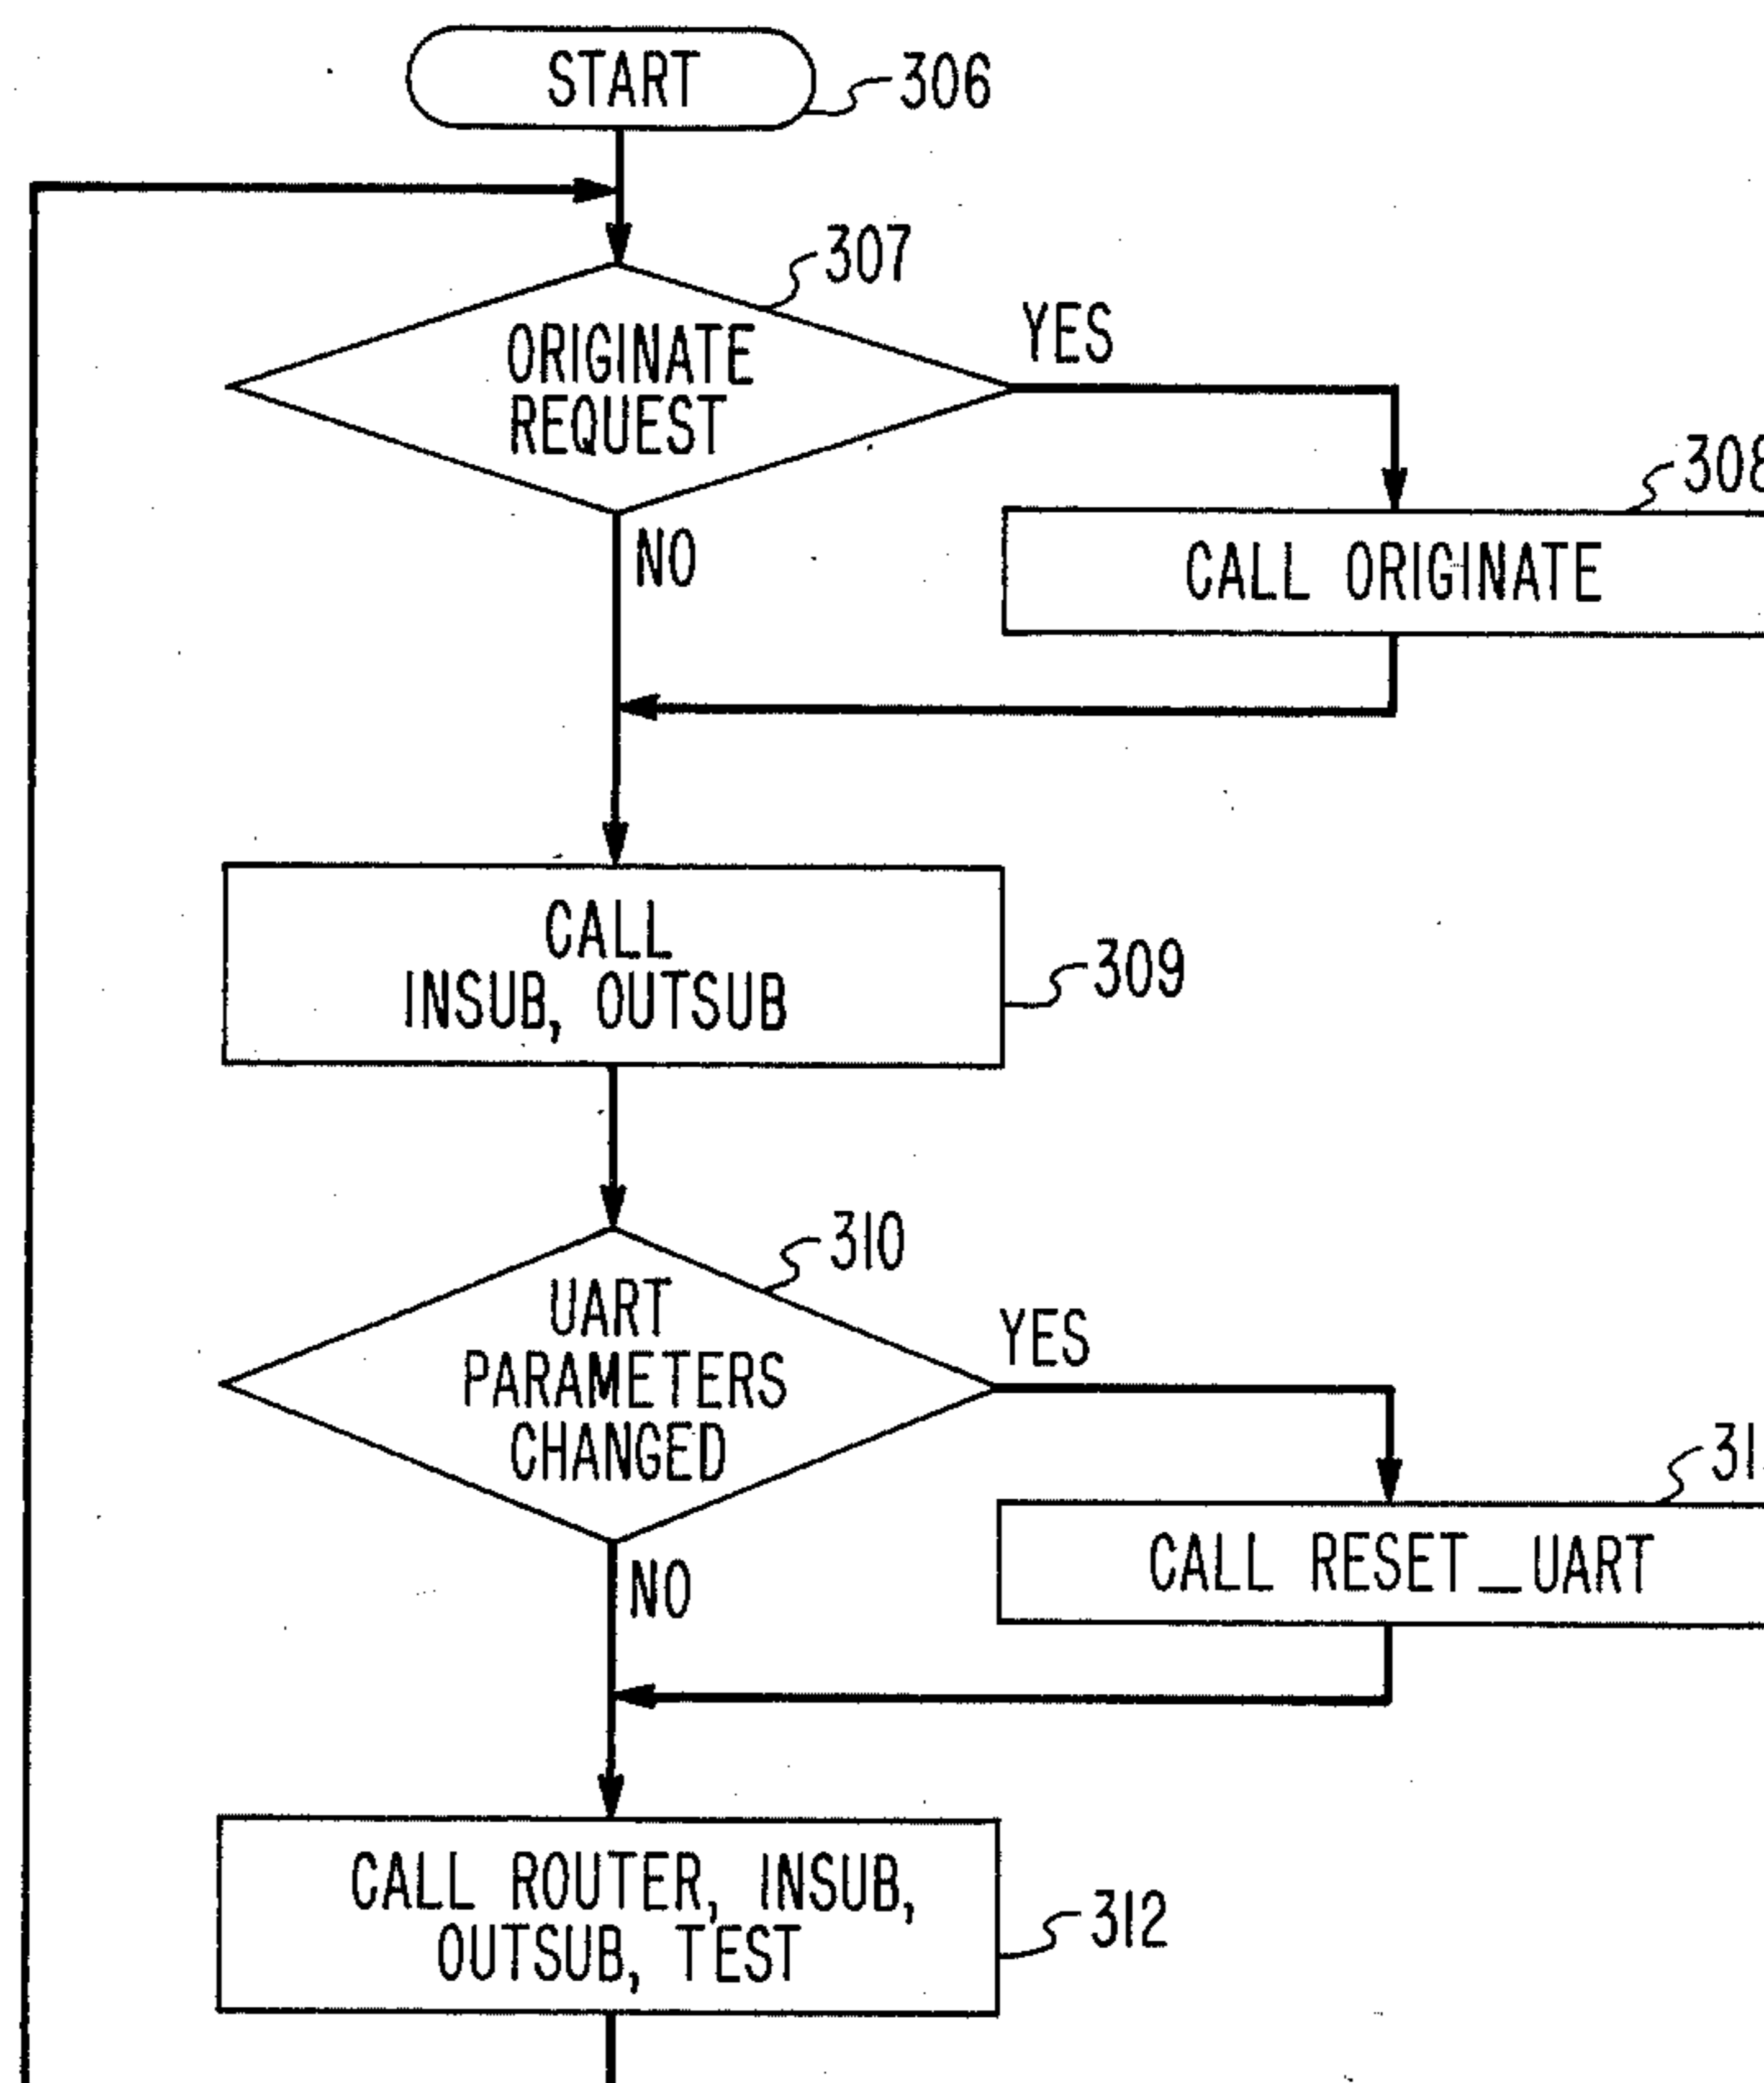 START
306
307
ORIGINATE
REQUEST
YES
308
CALL ORIGINATE
NO
CALL
INSUB, OUTSUB
309
310
UART
PARAMETERS
CHANGED
YES
CALL RESET_UART
NO
CALL ROUTER, INSUB,
OUTSUB, TEST
312